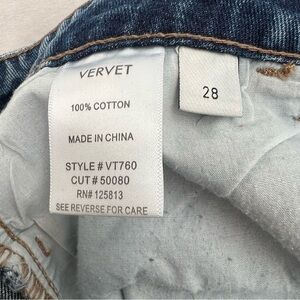 VERVET
100% COTTON
28
MADE IN CHINA
STYLE # VT760
CUT # 50080
RN# 125813
SEE REVERSE FOR CARE